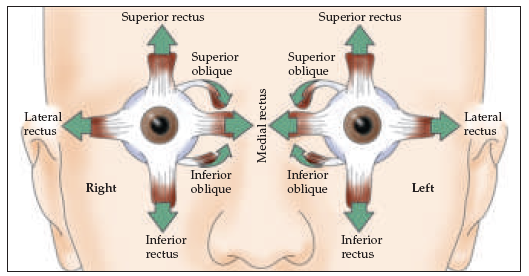 Superior rectus
Superior rectus
Superior
oblique
Superior
oblique
Lateral
rectus
Medial rectus
Lateral
rectus
Right
Inferior
oblique
Inferior
oblique
Left
Inferior
rectus
Inferior
rectus